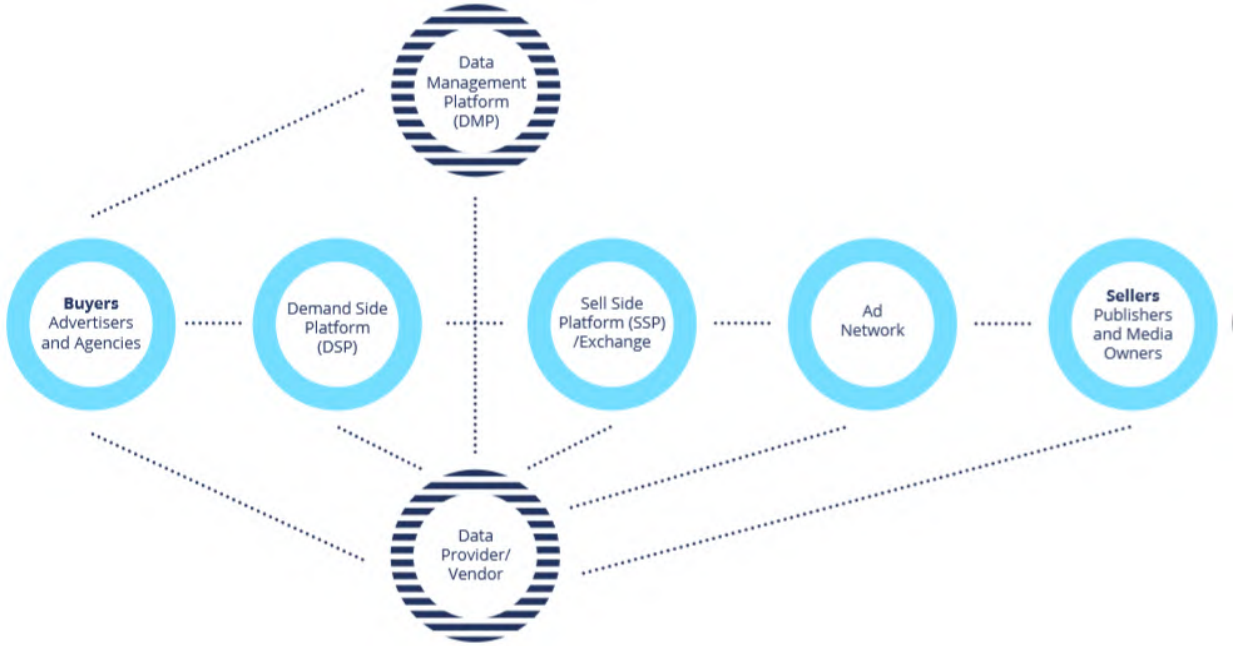 Data
Management
Platform
(DMP)
Buyers
Advertisers
and Agencies
Demand Side
Platform
(DSP)
Sell Side
Platform (SSP)
/Exchange
Ad
Network
Sellers
Publishers
and Media
Owners
Data
Provider/
Vendor